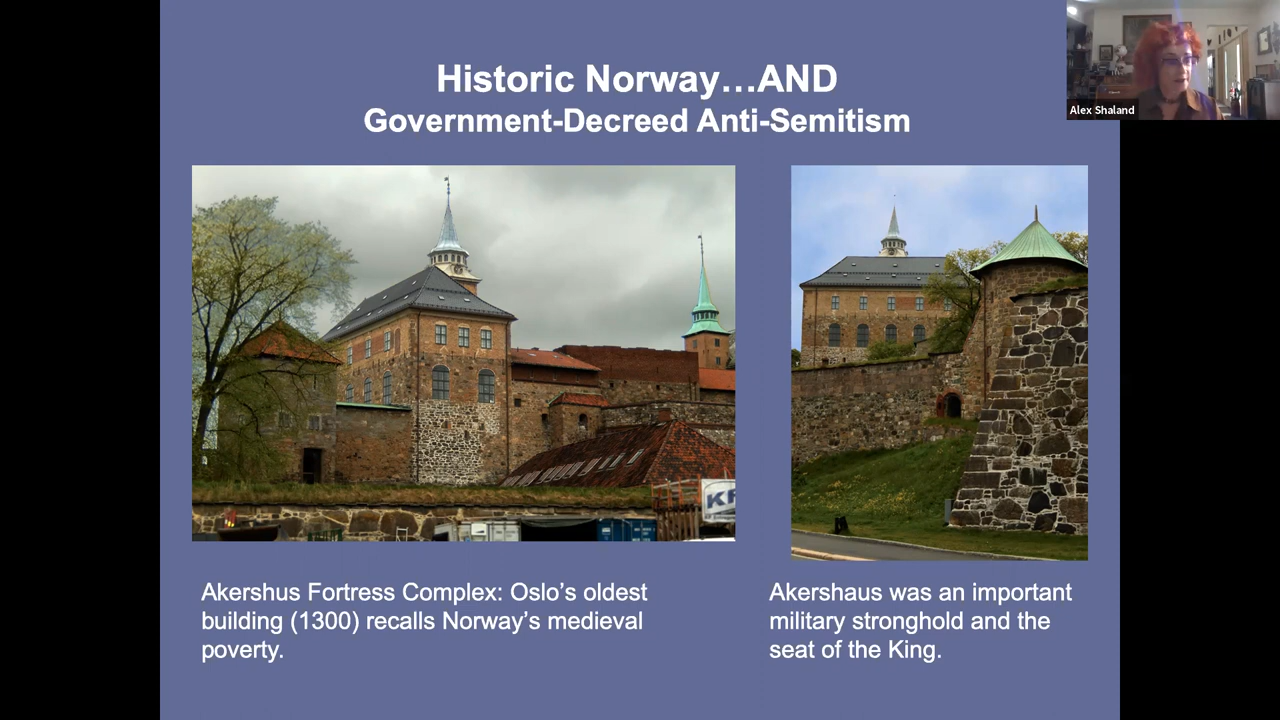 Historic Norway…AND
Government-Decreed Anti-Semitism
Alex Shaland
Akershus Fortress Complex: Oslo’s oldest
building (1300) recalls Norway’s medieval
poverty.
Akershaus was an important
military stronghold and the
seat of the King.